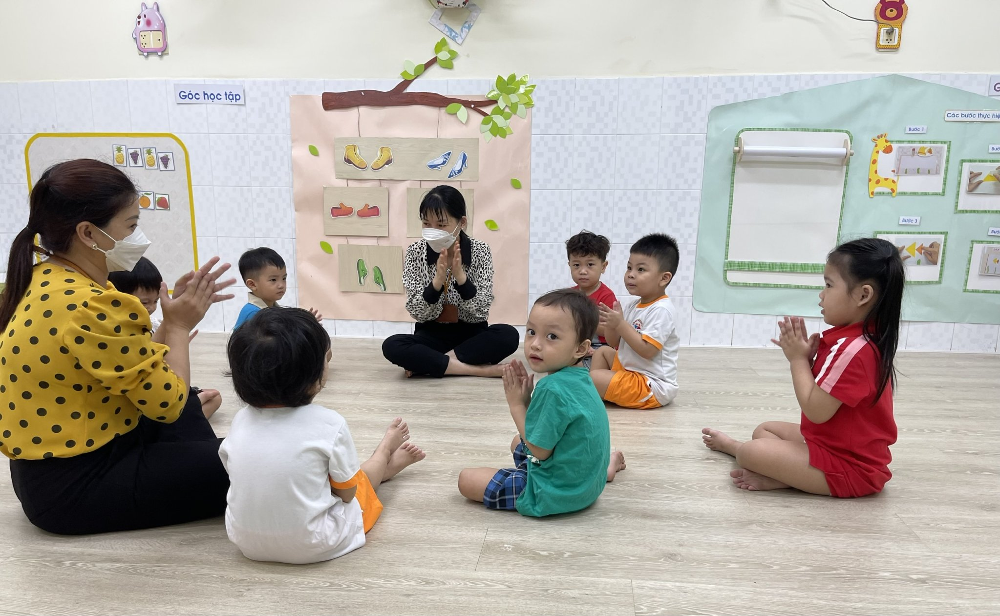 Góc học tập
Các bước thực hiệ
Bước 1
Bước 3